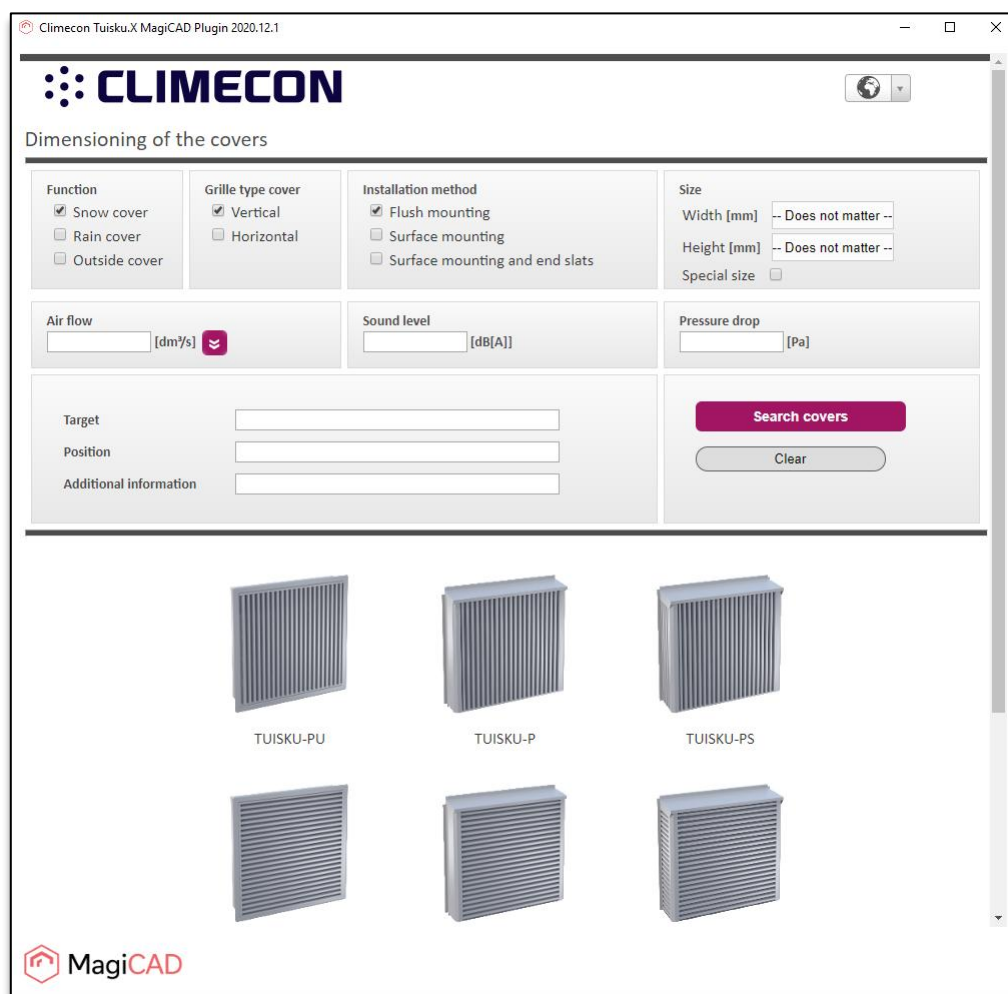 Climecon Tuisku.X MagiCAD Plugin 2020.12.1
CLIMECON
Dimensioning of the covers
Function
Snow cover
Rain cover
Outside cover
Grille type cover
Vertical
Horizontal
Installation method
Flush mounting
Surface mounting
Surface mounting and end slats
Size
Width [mm] -- Does not matter --
Height [mm] -- Does not matter --
Special size
Air flow
[dm³/s]
Sound level
[dB[A]]
Pressure drop
[Pa]
Target
Position
Additional information
Search covers
Clear
TUISKU-PU TUISKU-P TUISKU-PS
MagiCAD